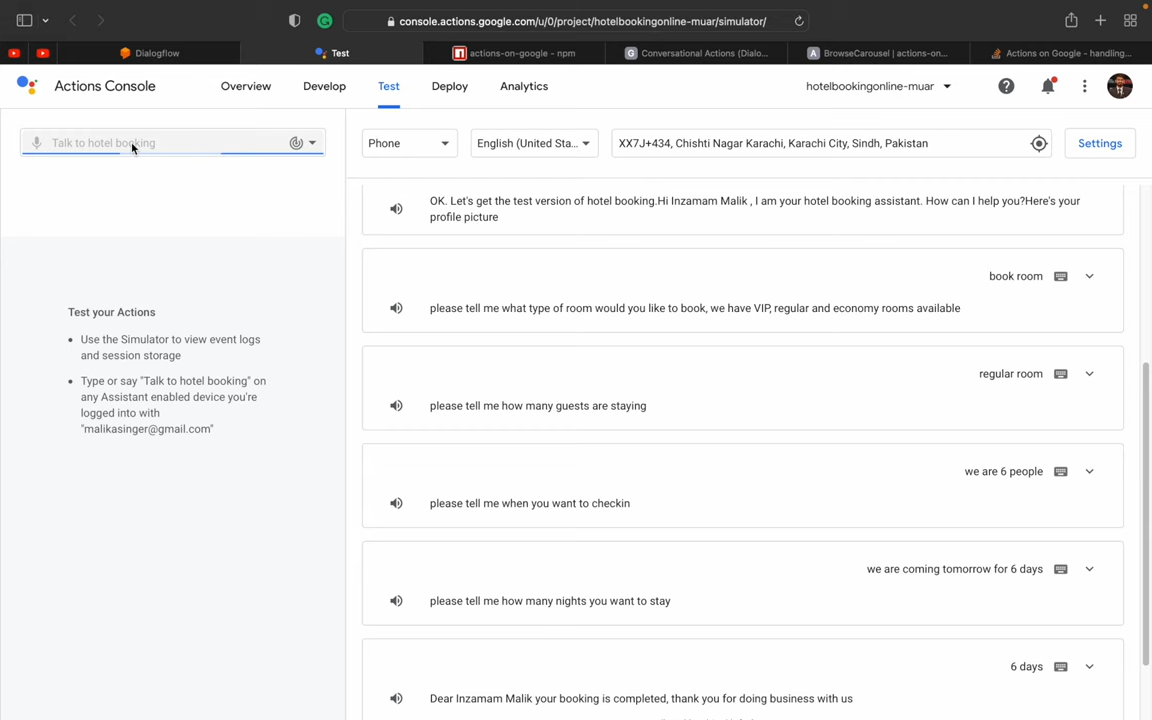 console.actions.google.com/u/0/project/hotelbookingonline-muar/simulator/
Dialogflow
Test
actions-on-google - npm
Conversational Actions (Dialo...
BrowseCarousel | actions-on...
Actions on Google - handling...
Actions Console
Overview
Develop
Test
Deploy
Analytics
hotelbookingonline-muar
Talk to hotel booking
Phone
English (United Sta...
XX7J+434, Chishti Nagar Karachi, Karachi City, Sindh, Pakistan
Settings
OK. Let's get the test version of hotel booking.Hi Inzamam Malik , I am your hotel booking assistant. How can I help you?Here's your
profile picture
book room
please tell me what type of room would you like to book, we have VIP, regular and economy rooms available
Test your Actions
• Use the Simulator to view event logs
and session storage
• Type or say "Talk to hotel booking" on
any Assistant enabled device you're
logged into with
"malikasinger@gmail.com"
regular room
please tell me how many guests are staying
we are 6 people
please tell me when you want to checkin
we are coming tomorrow for 6 days
please tell me how many nights you want to stay
6 days
Dear Inzamam Malik your booking is completed, thank you for doing business with us